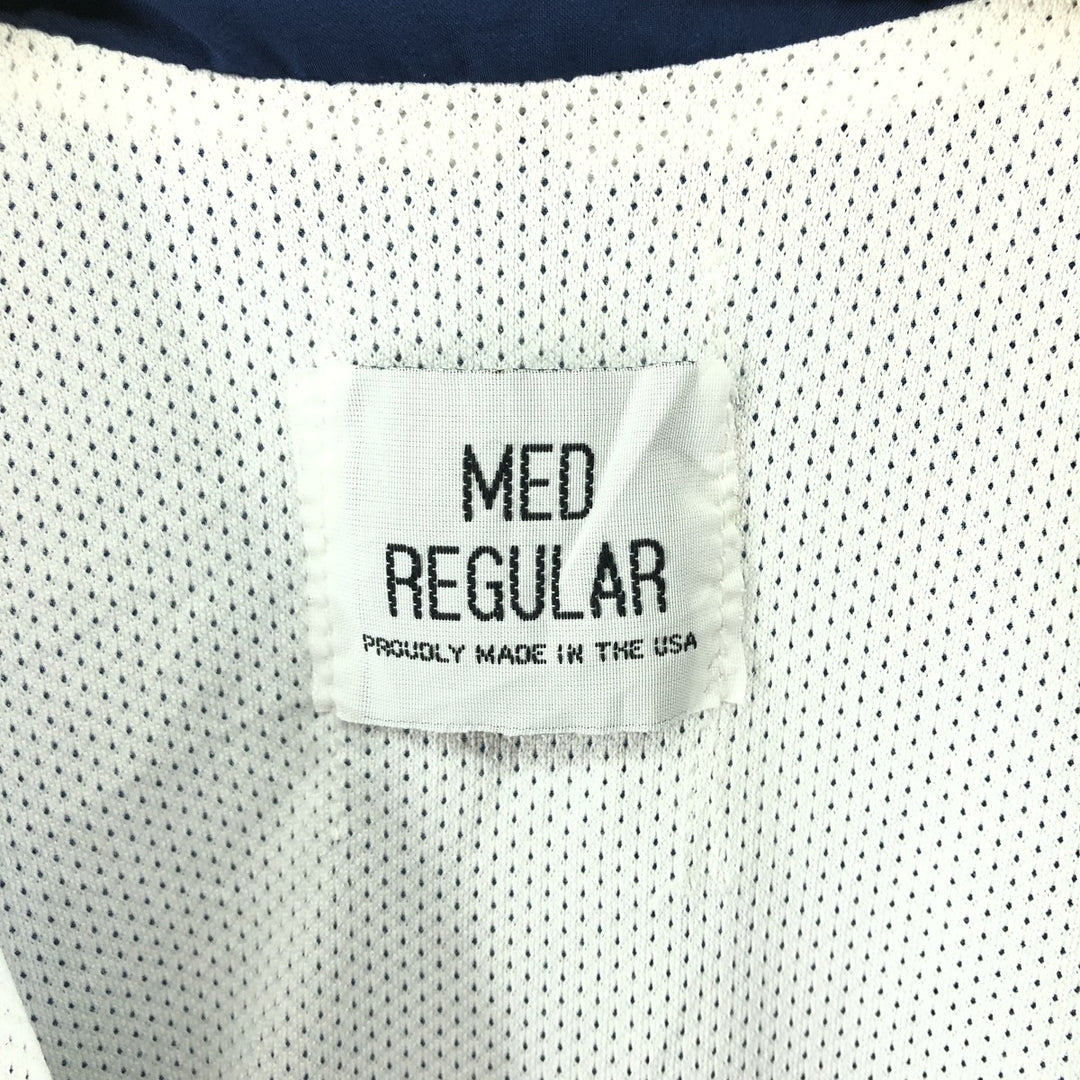 MED
REGULAR
PROUDLY MADE IN THE USA